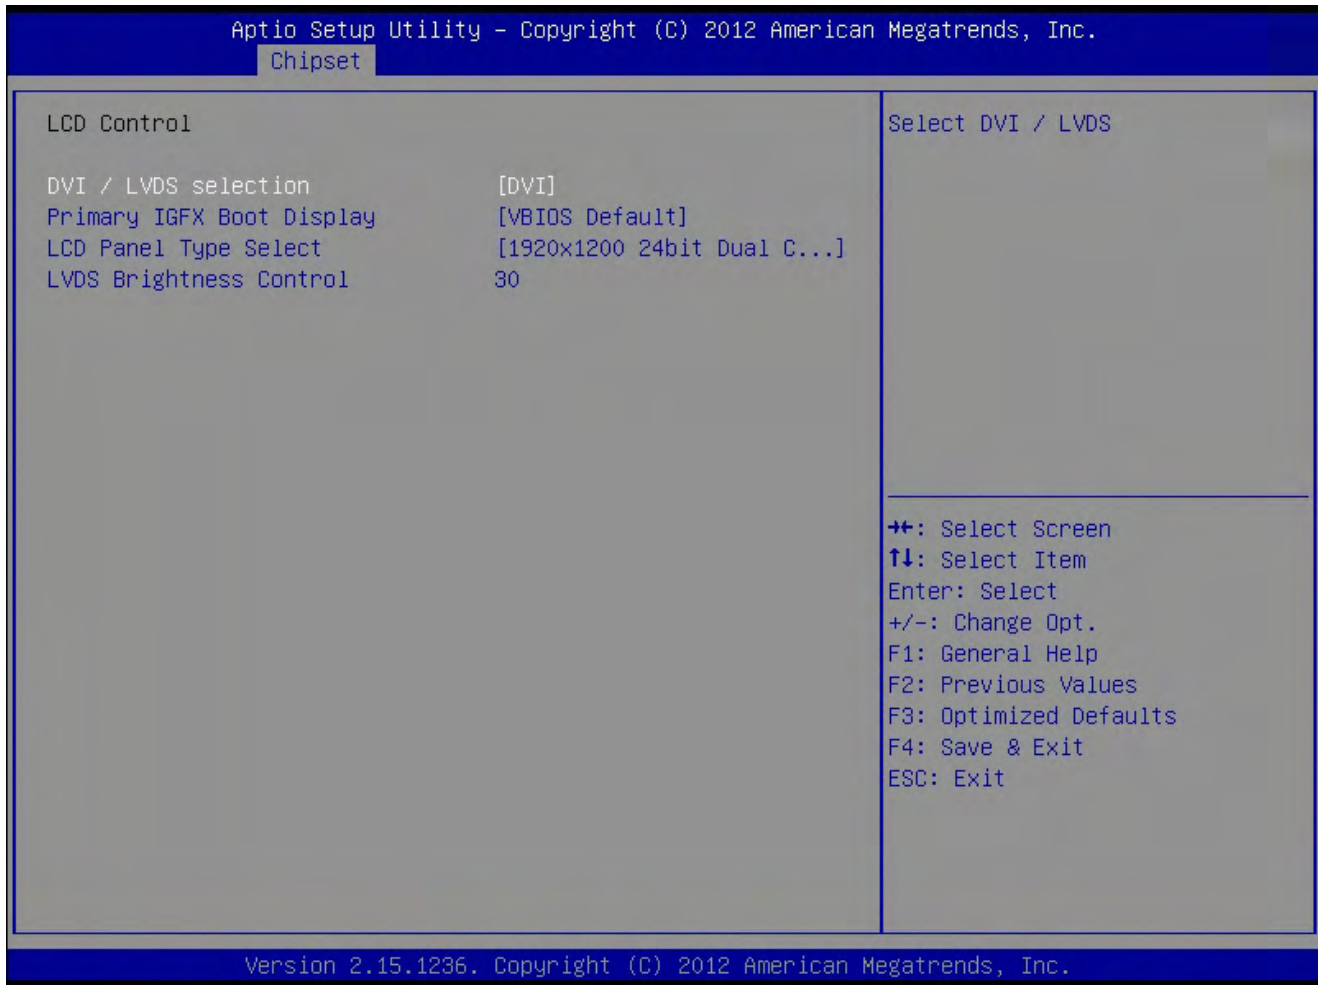 Aptio Setup Utility – Copyright (C) 2012 American Megatrends, Inc.
Chipset
LCD Control
DVI / LVDS selection [DVI]
Primary IGFX Boot Display [VBIOS Default]
LCD Panel Type Select [1920x1200 24bit Dual C...]
LVDS Brightness Control 30
Select DVI / LVDS
→←: Select Screen
↑↓: Select Item
Enter: Select
+/-: Change Opt.
F1: General Help
F2: Previous Values
F3: Optimized Defaults
F4: Save & Exit
ESC: Exit
Version 2.15.1236. Copyright (C) 2012 American Megatrends, Inc.